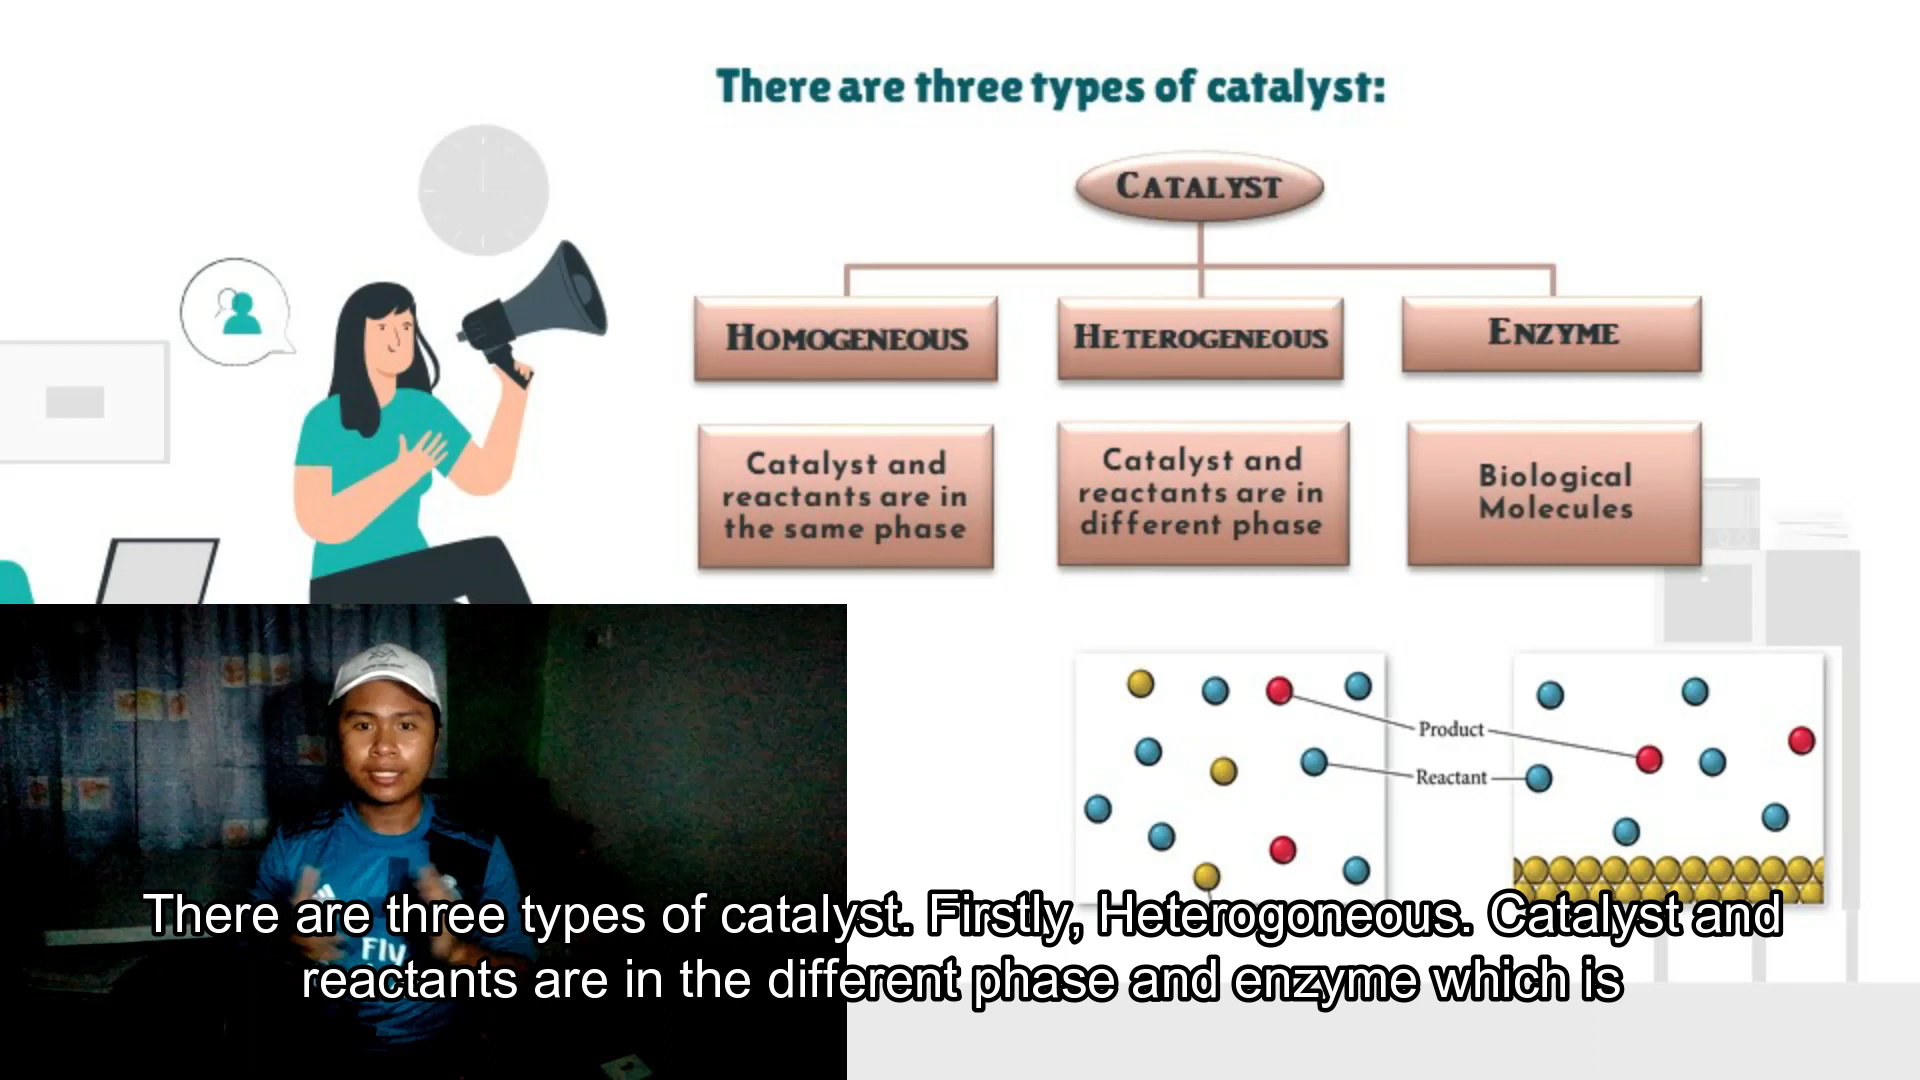 There are three types of catalyst:
CATALYST
HOMOGENEOUS
HETEROGENEOUS
ENZYME
Catalyst and
reactants are in
the same phase
Catalyst and
reactants are in
different phase
Biological
Molecules
Product
Reactant
FIV
There are three types of catalyst. Firstly, Heterogoneous. Catalyst and
reactants are in the different phase and enzyme which is